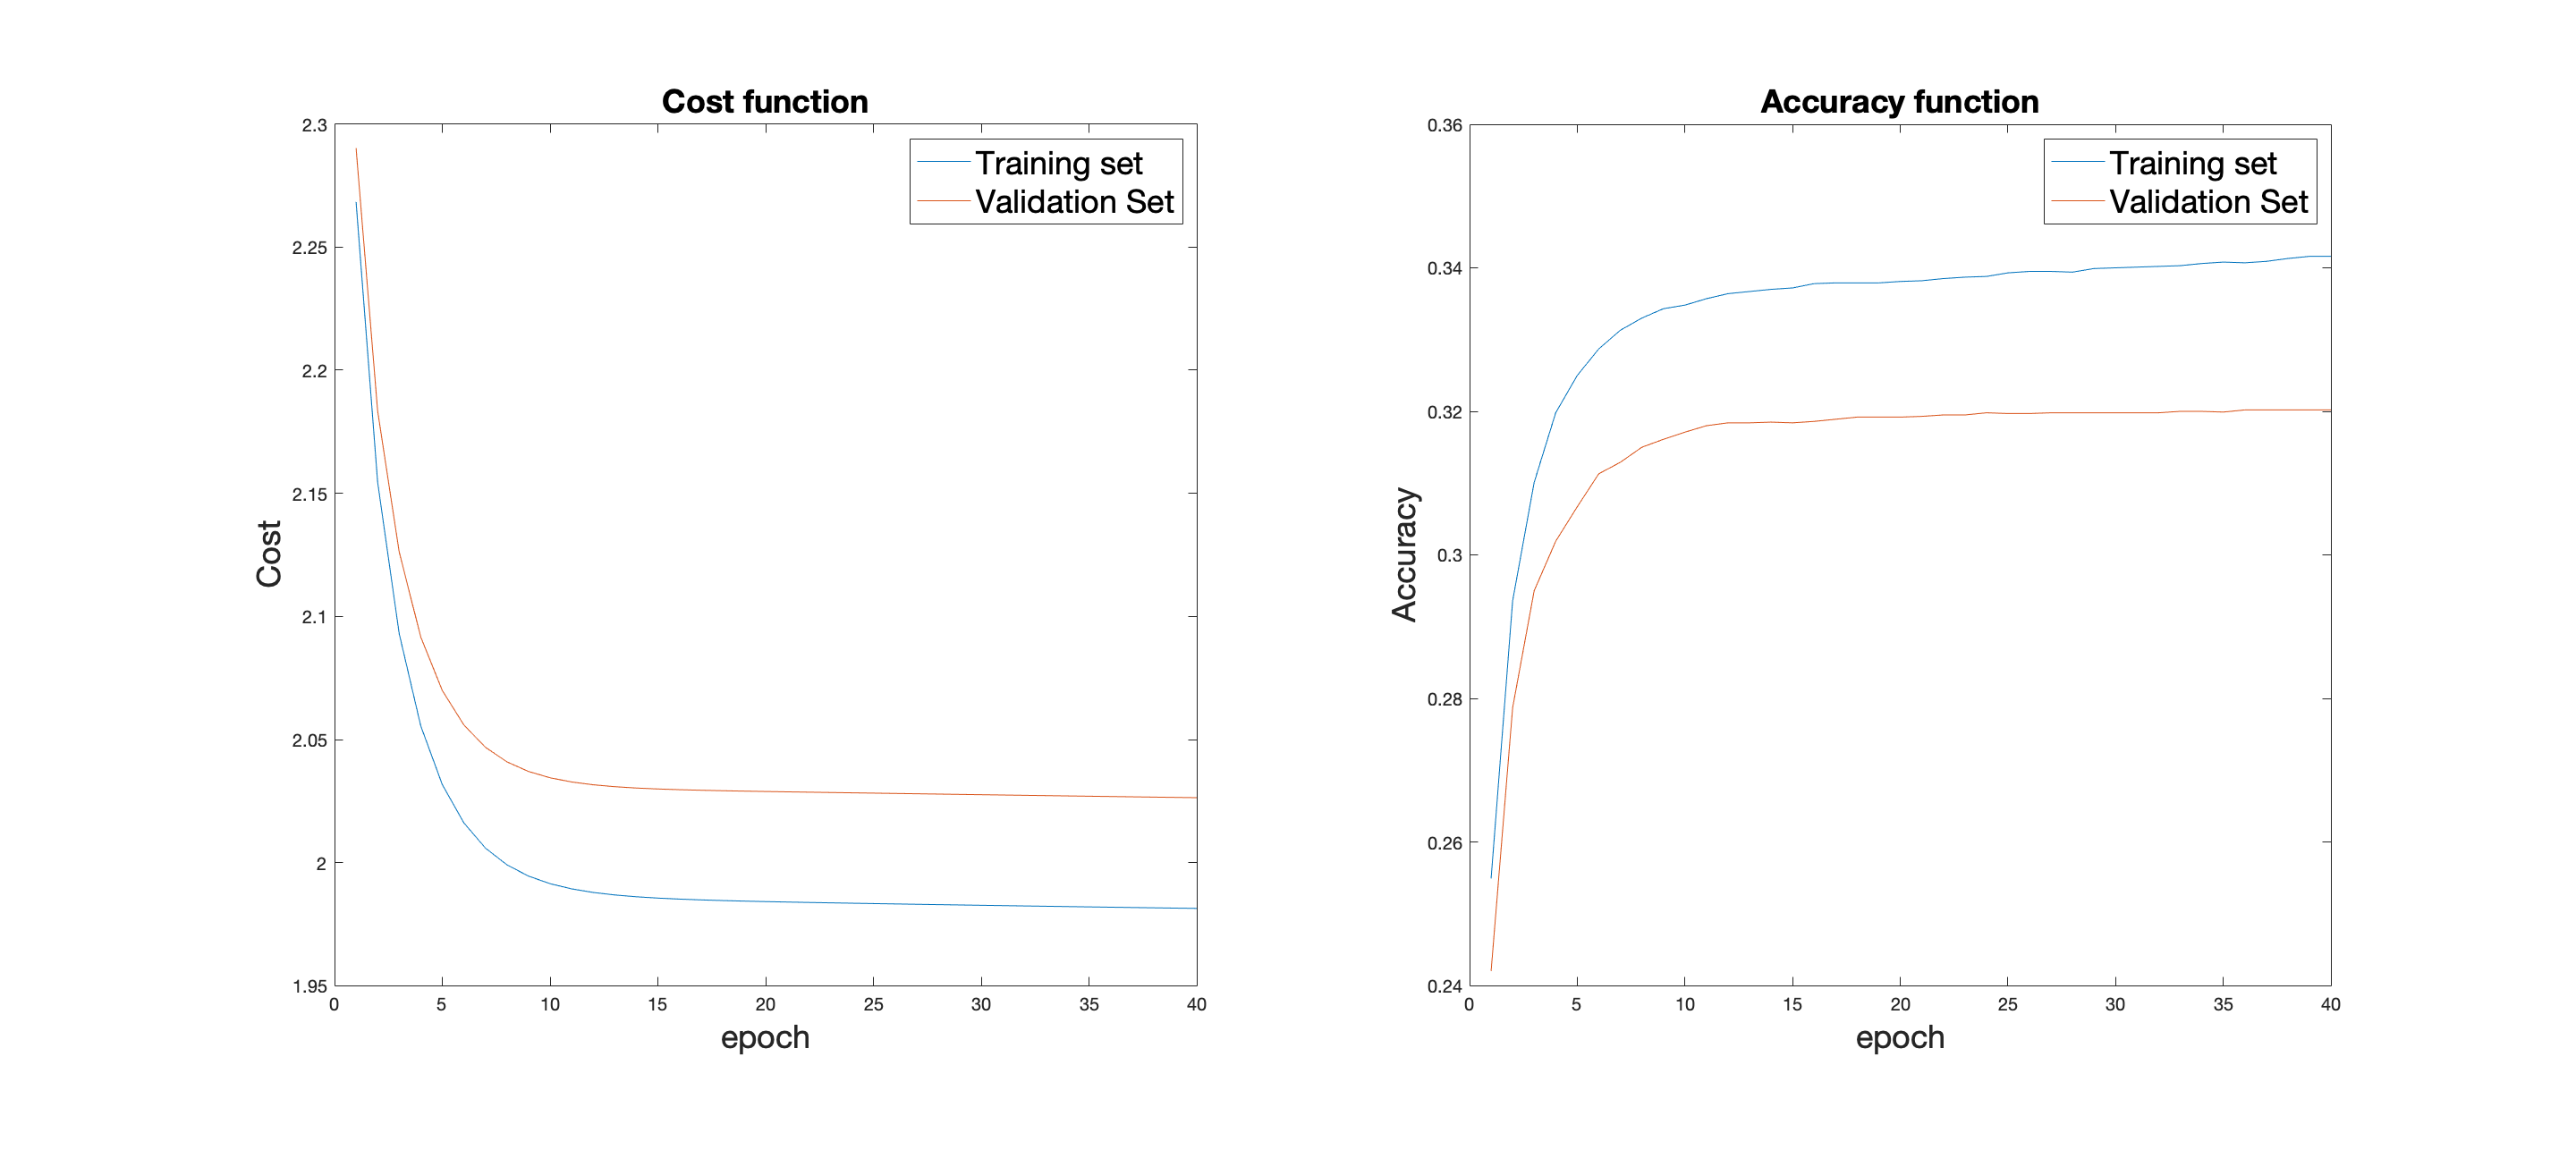 Cost function
2.3
2.25
2.2
2.15
2.1
2.05
2
1.95
Cost
0 5 10 15 20 25 30 35 40
epoch
Training set
Validation Set
Accuracy function
0.36
0.34
0.32
0.3
0.28
0.26
0.24
Accuracy
0 5 10 15 20 25 30 35 40
epoch
Training set
Validation Set